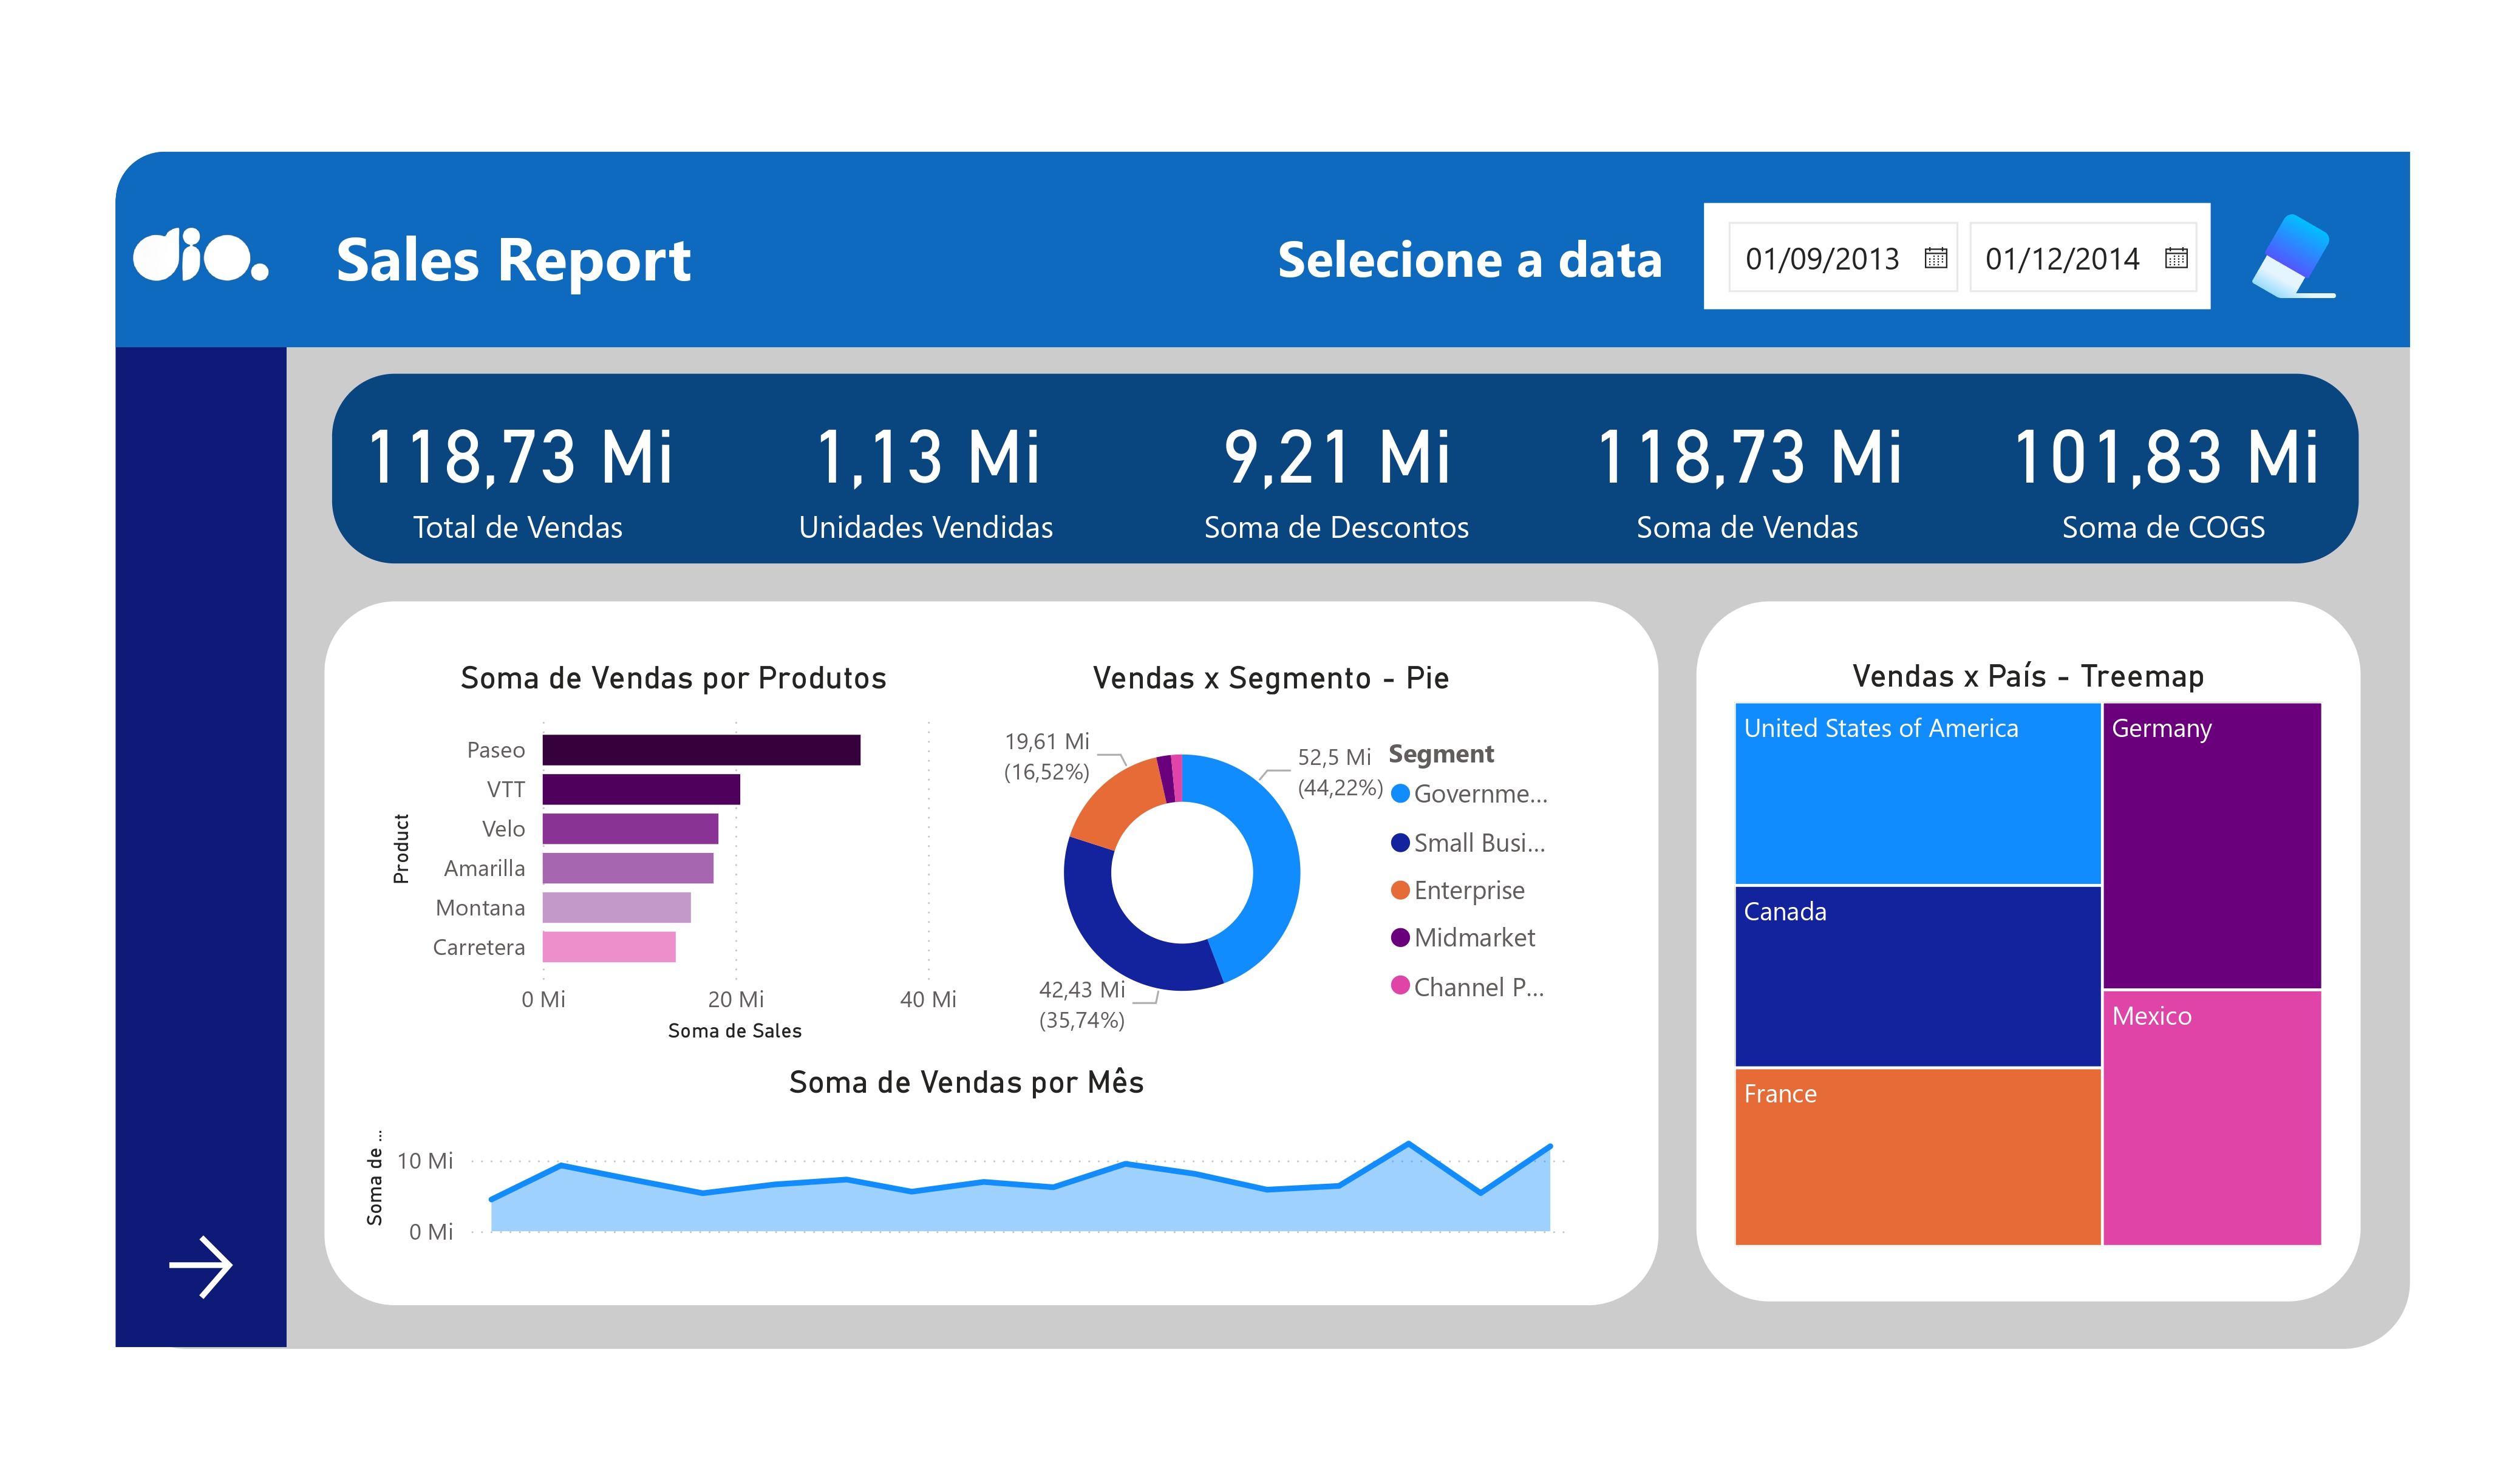 dio.
Sales Report
Selecione a data
01/09/2013
01/12/2014
118,73 Mi
Total de Vendas
1,13 Mi
Unidades Vendidas
9,21 Mi
Soma de Descontos
118,73 Mi
Soma de Vendas
101,83 Mi
Soma de COGS
Soma de Vendas por Produtos
Product
Paseo
VTT
Velo
Amarilla
Montana
Carretera
0 Mi
20 Mi
40 Mi
Soma de Sales
Vendas x Segmento - Pie
19,61 Mi
(16,52%)
52,5 Mi
(44,22%)
42,43 Mi
(35,74%)
Segment
Governme...
Small Busi...
Enterprise
Midmarket
Channel P...
Soma de Vendas por Mês
Soma de ...
10 Mi
0 Mi
Vendas x País - Treemap
United States of America
Canada
France
Germany
Mexico